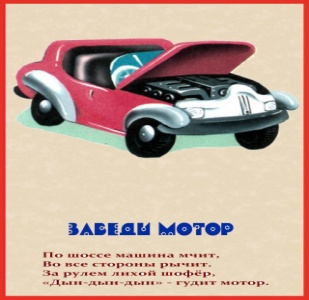 ЗАВЕДИ МОТОР
По шоссе машина мчит,
Во все стороны рычит.
За рулем лихой шофёр,
«Дын-дын-дын» - гудит мотор.